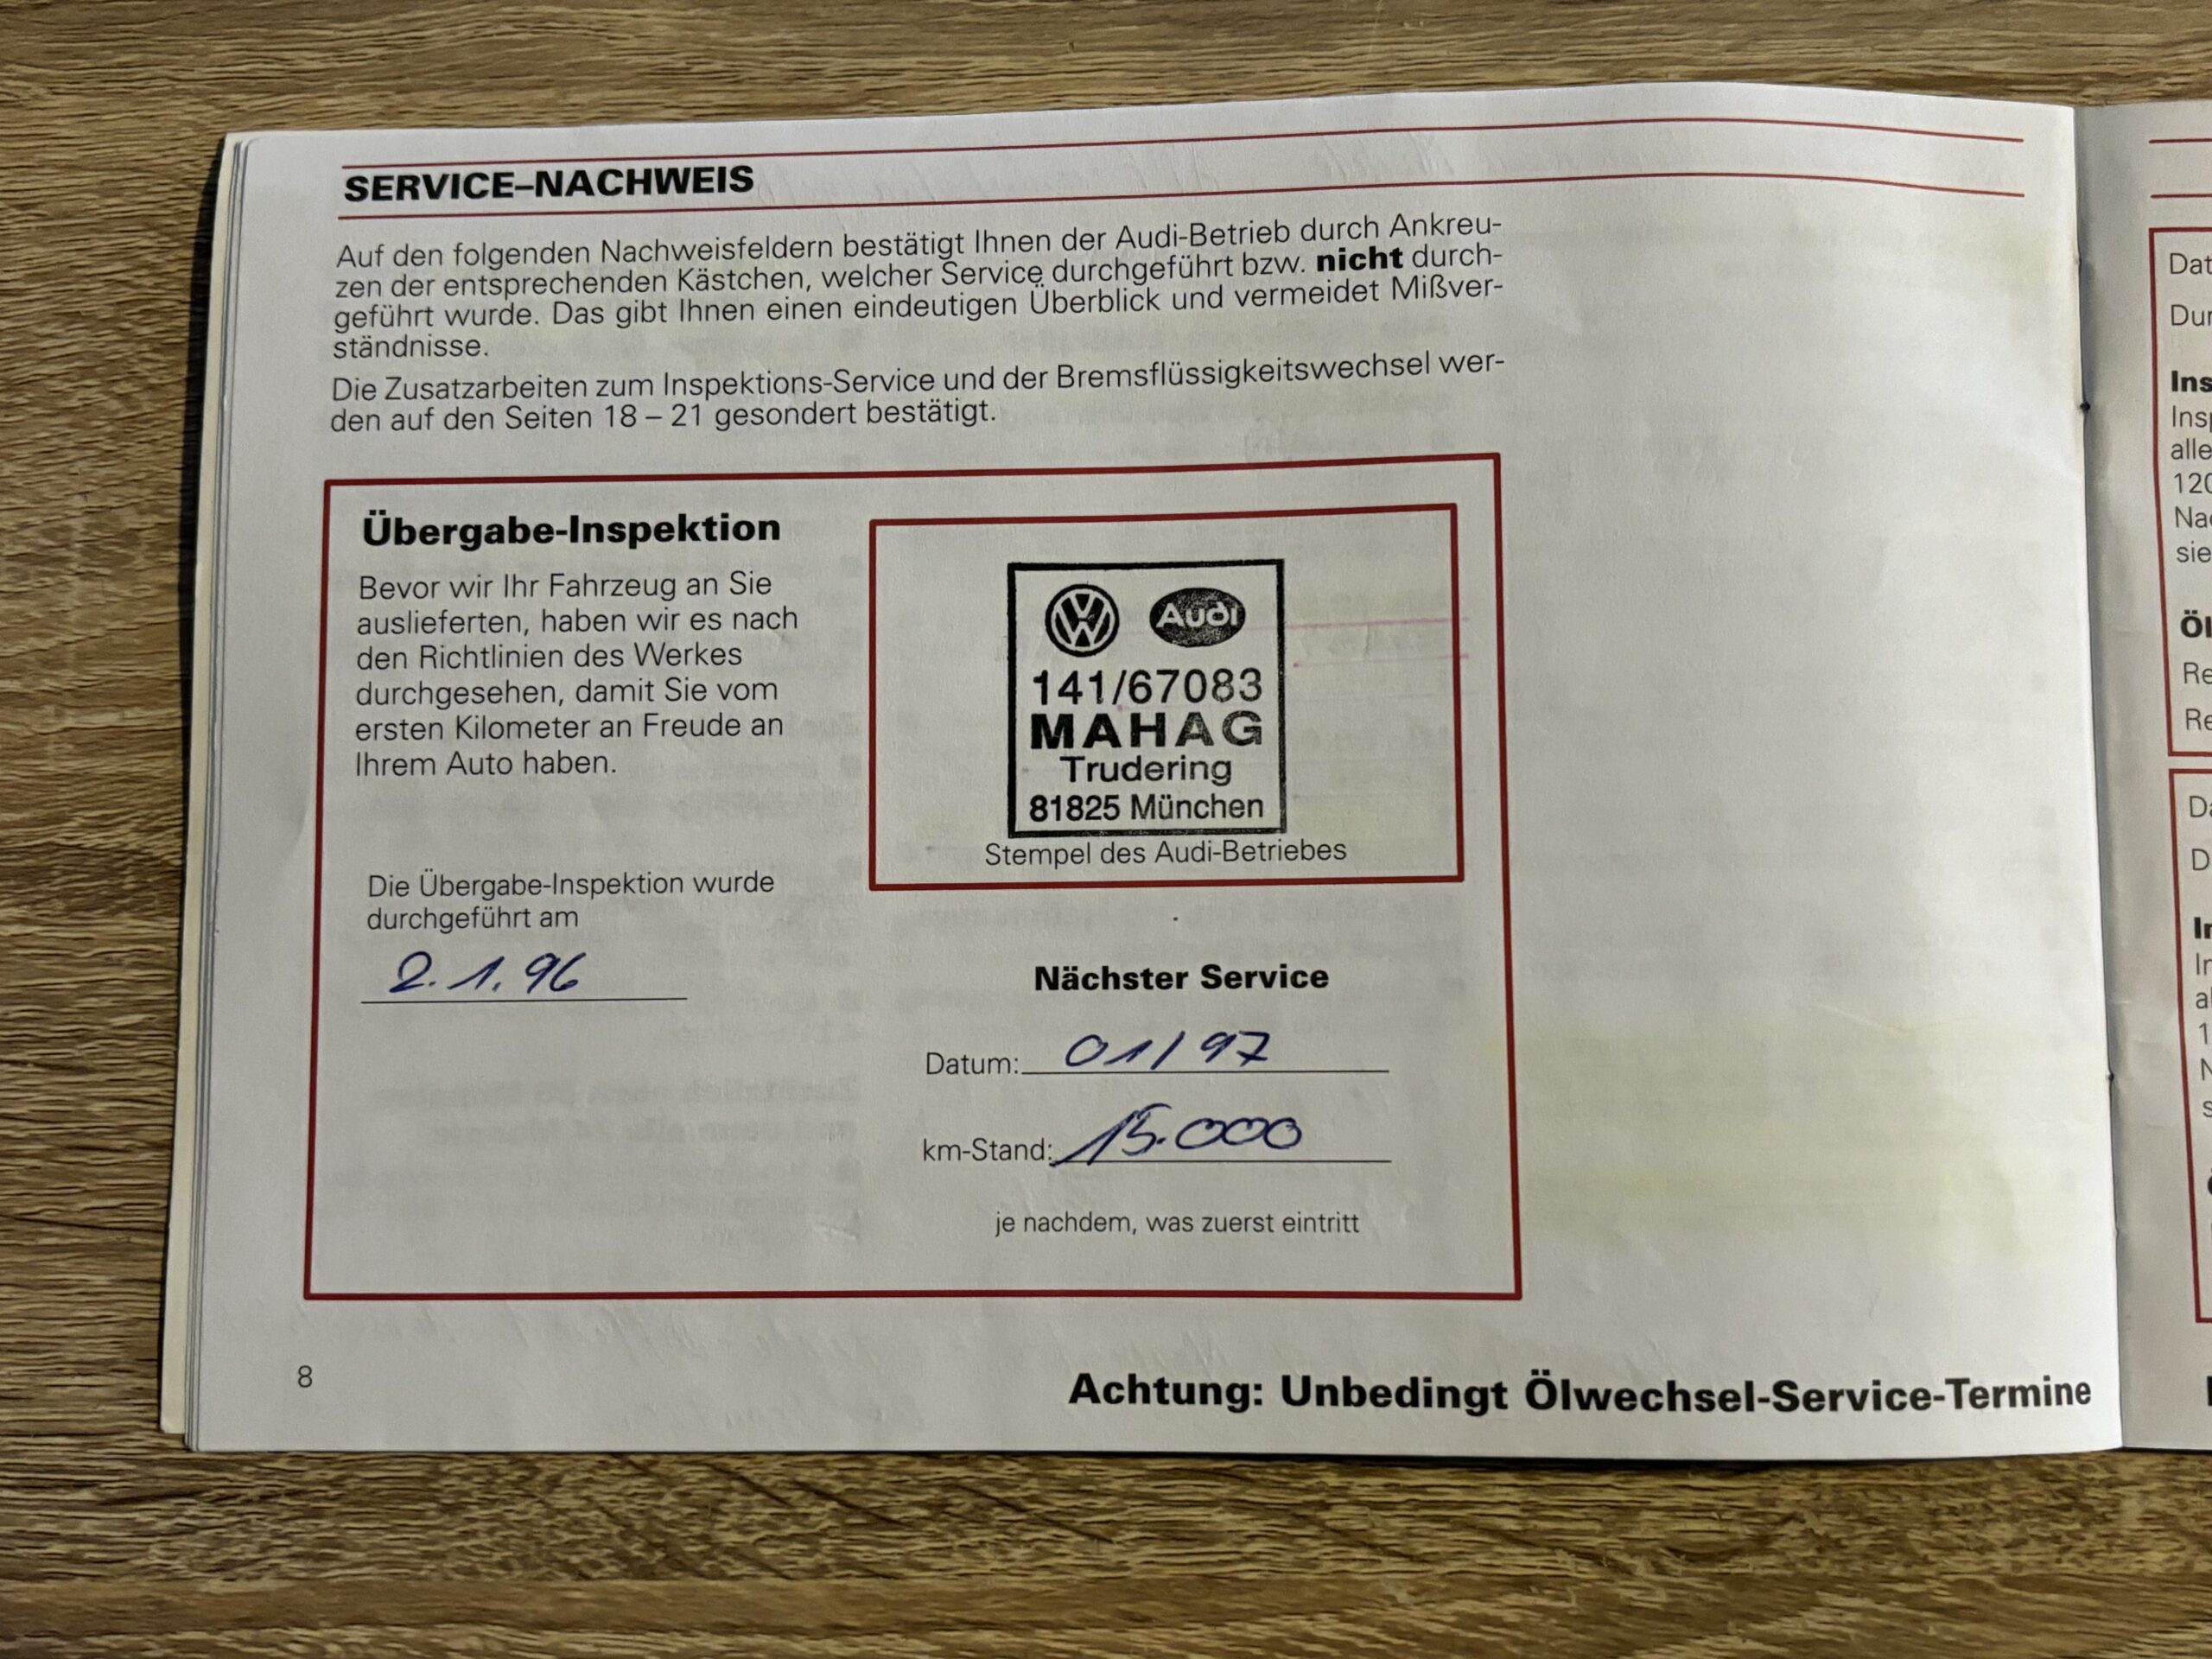 SERVICE–NACHWEIS
Auf den folgenden Nachweisfeldern bestätigt Ihnen der Audi-Betrieb durch Ankreu-
zen der entsprechenden Kästchen, welcher Service durchgeführt bzw. nicht durch-
geführt wurde. Das gibt Ihnen einen eindeutigen Überblick und vermeidet Mißver-
ständnisse.
Die Zusatzarbeiten zum Inspektions-Service und der Bremsflüssigkeitswechsel wer-
den auf den Seiten 18 – 21 gesondert bestätigt.
Übergabe-Inspektion
Bevor wir Ihr Fahrzeug an Sie
auslieferten, haben wir es nach
den Richtlinien des Werkes
durchgesehen, damit Sie vom
ersten Kilometer an Freude an
Ihrem Auto haben.
Die Übergabe-Inspektion wurde
durchgeführt am
2.1.96
VW Audi
141/67083
MAHAG
Trudering
81825 München
Stempel des Audi-Betriebes
Nächster Service
Datum: 01/97
km-Stand: 15.000
je nachdem, was zuerst eintritt
8
Achtung: Unbedingt Ölwechsel-Service-Termine